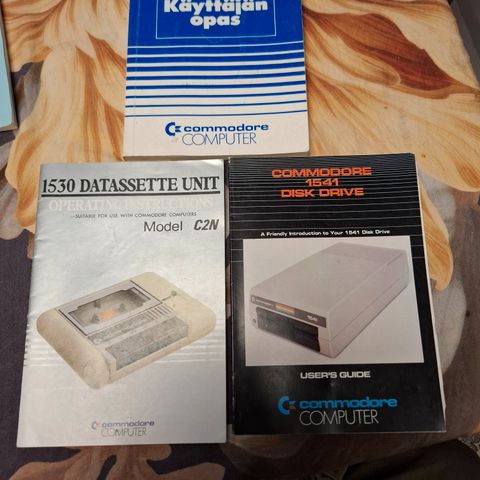 Käyttäjän
opas
commodore
COMPUTER
1530 DATASSETTE UNIT
OPERATING INSTRUCTIONS
—SUITABLE FOR USE WITH COMMODORE COMPUTERS
Model C2N
commodore
COMPUTER
COMMODORE
1541
DISK DRIVE
A Friendly Introduction to Your 1541 Disk Drive
1541
USER'S GUIDE
commodore
COMPUTER